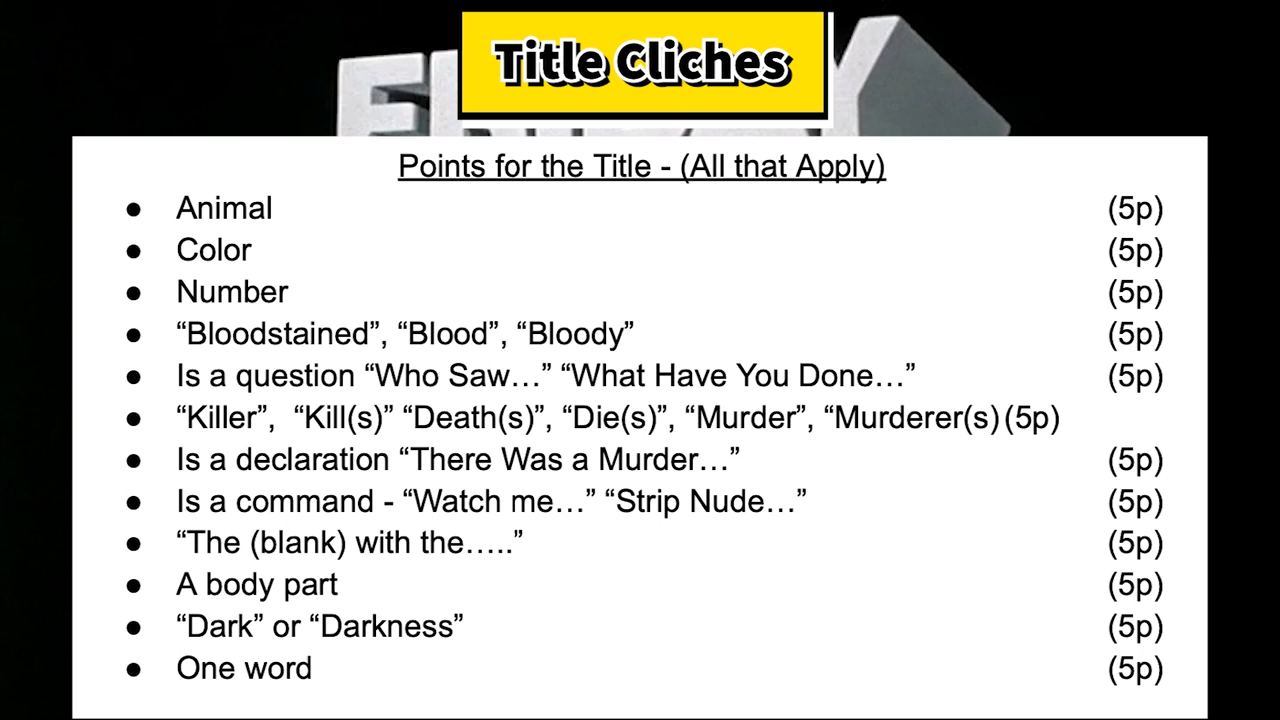 Title Cliches
Points for the Title - (All that Apply)
● Animal (5p)
● Color (5p)
● Number (5p)
● “Bloodstained”, “Blood”, “Bloody” (5p)
● Is a question “Who Saw…” “What Have You Done…” (5p)
● “Killer”, “Kill(s)” “Death(s)”, “Die(s)”, “Murder”, “Murderer(s) (5p)
● Is a declaration “There Was a Murder…” (5p)
● Is a command - “Watch me…” “Strip Nude…” (5p)
● “The (blank) with the…..” (5p)
● A body part (5p)
● “Dark” or “Darkness” (5p)
● One word (5p)